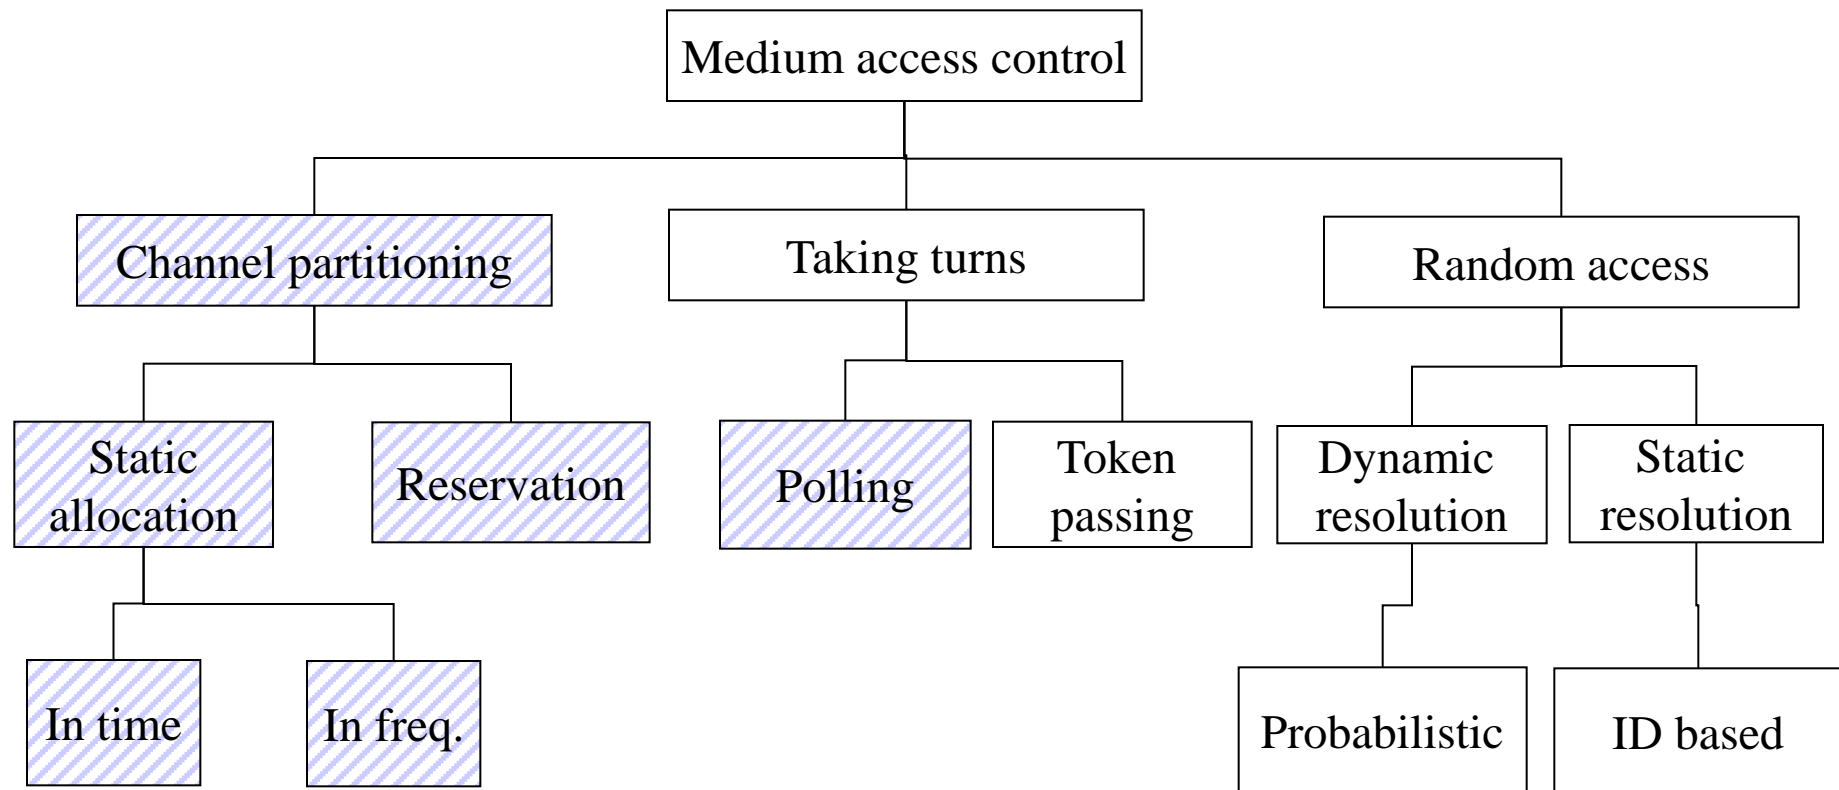 Medium access control
Channel partitioning
Taking turns
Random access
Static
allocation
Reservation
Polling
Token
passing
Dynamic
resolution
Static
resolution
In time
In freq.
Probabilistic
ID based